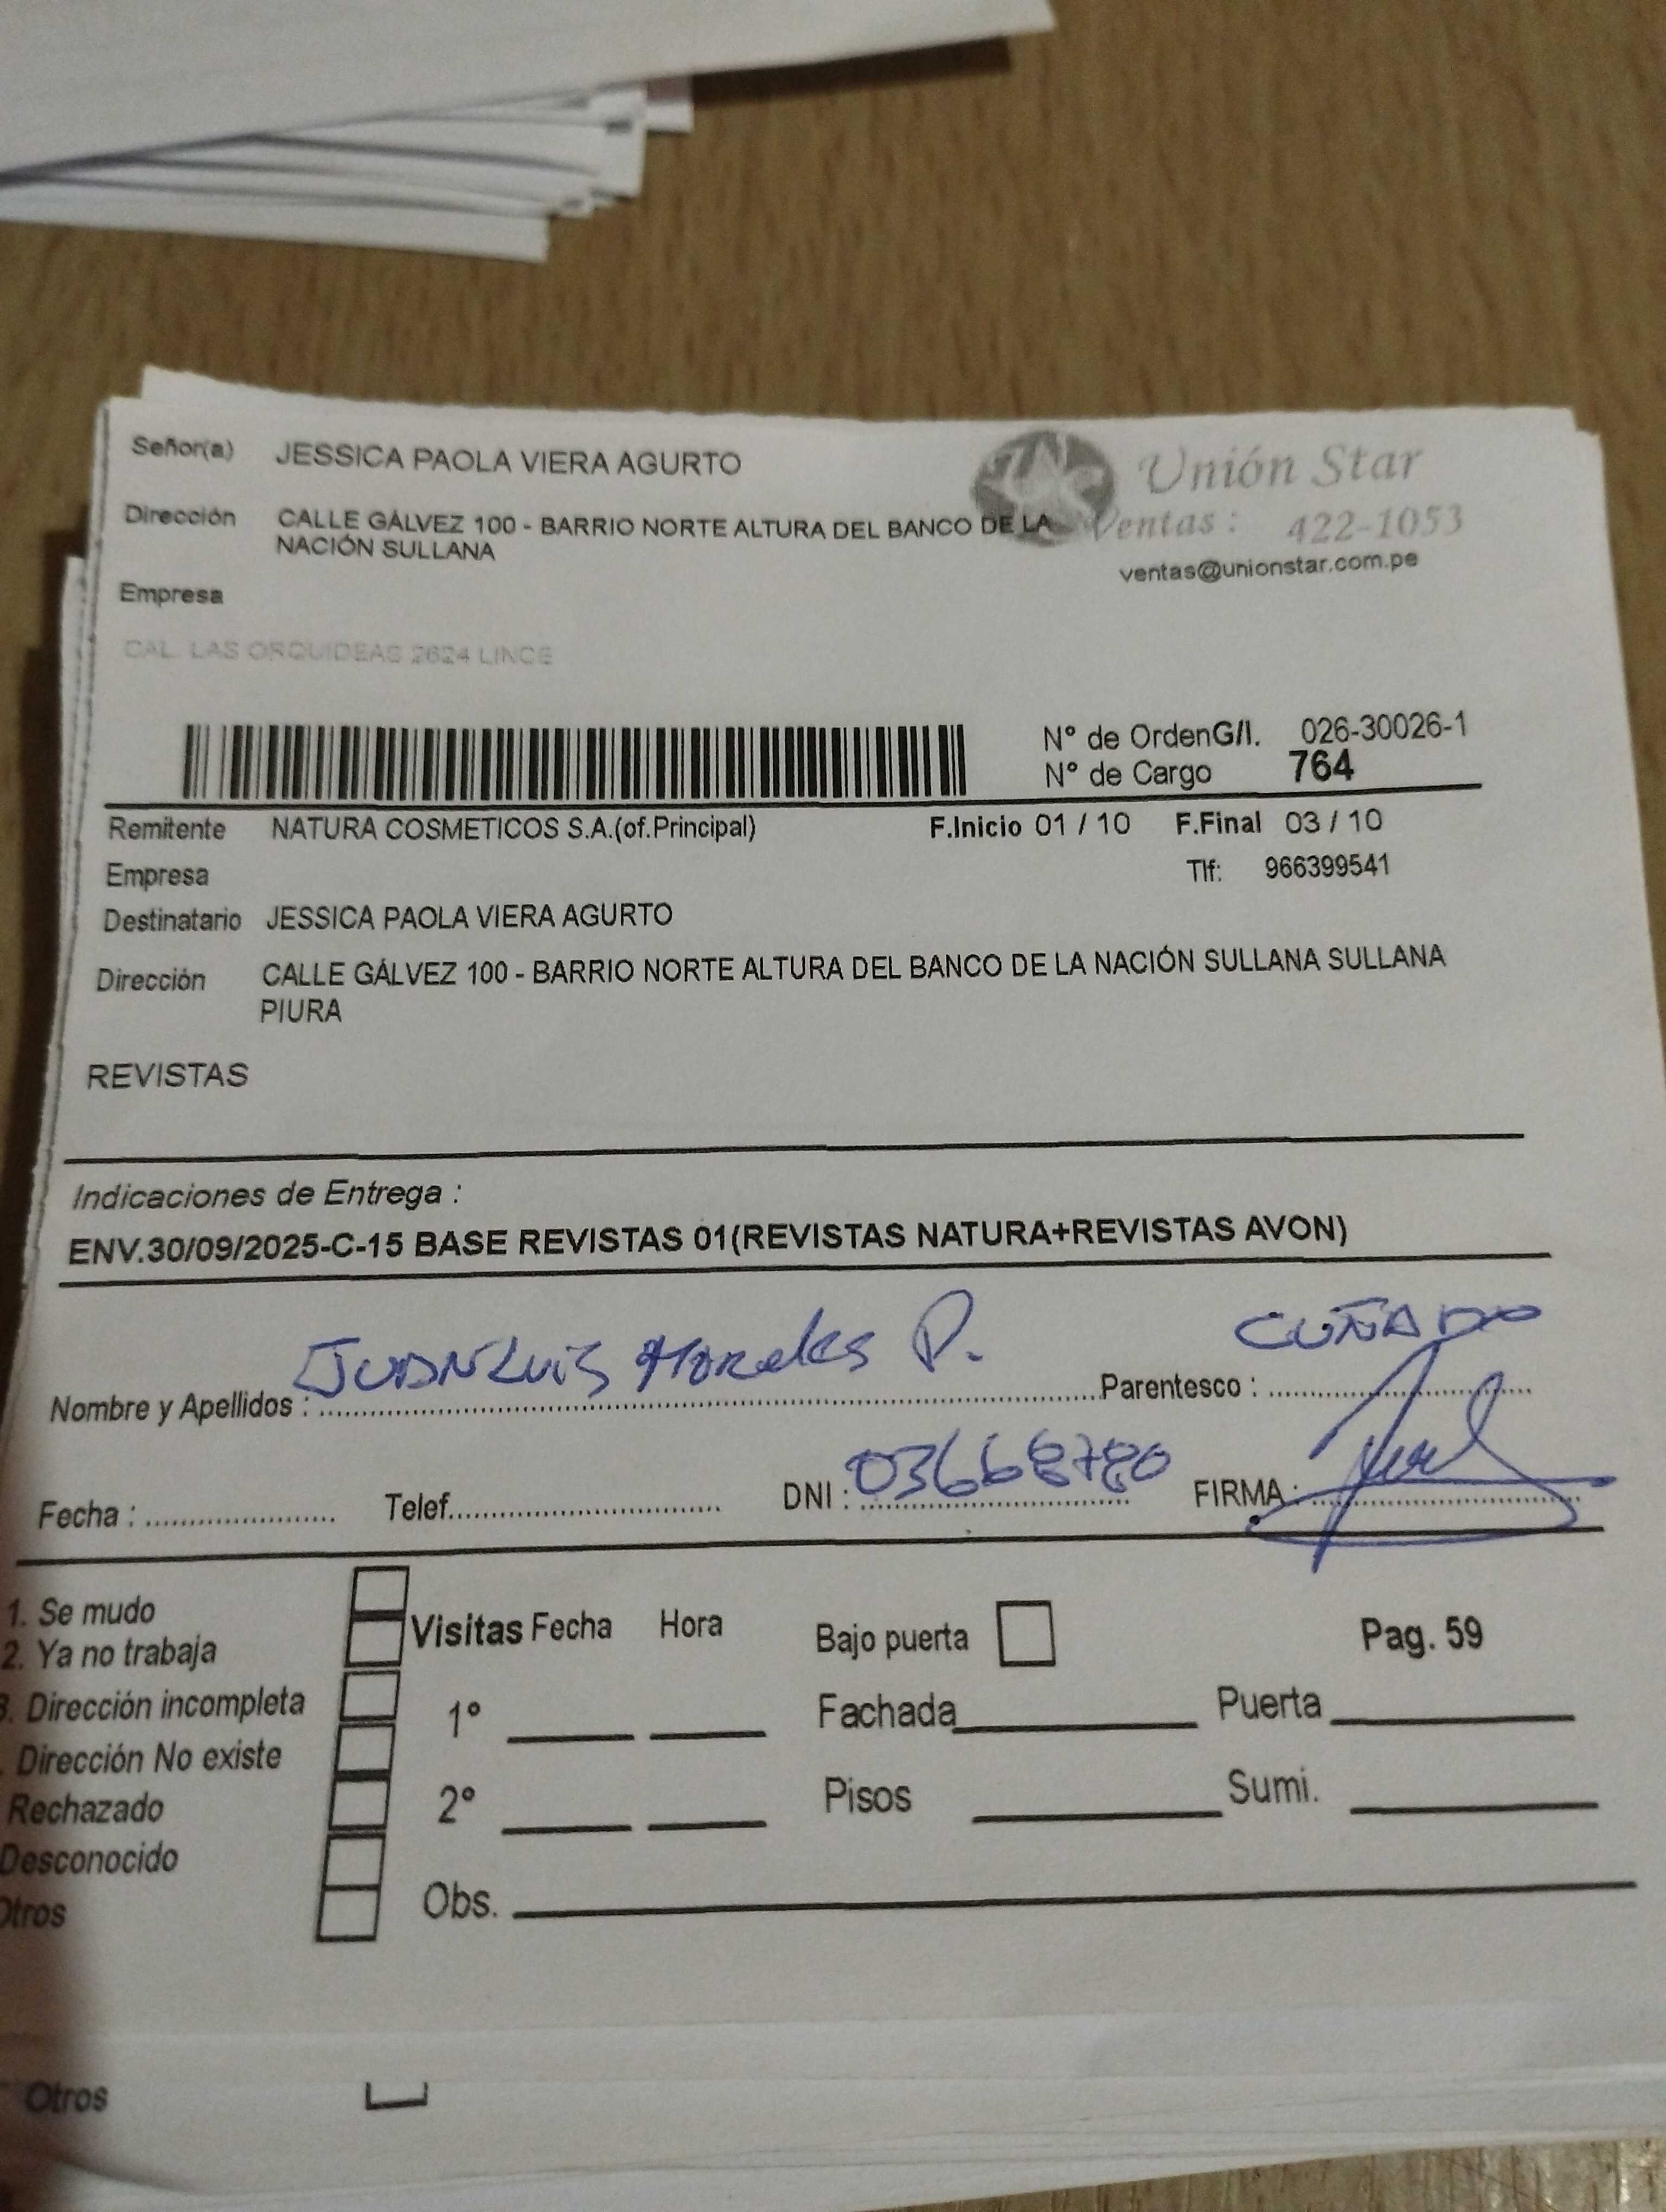 Señor(a) JESSICA PAOLA VIERA AGURTO
Unión Star
Dirección CALLE GÁLVEZ 100 - BARRIO NORTE ALTURA DEL BANCO DE LA
NACIÓN SULLANA
Ventas : 422-1053
ventas@unionstar.com.pe
Empresa
CAL. LAS ORQUIDEAS 2624 LINCE
N° de OrdenG/I. 026-30026-1
N° de Cargo 764
Remitente NATURA COSMETICOS S.A.(of.Principal) F.Inicio 01 / 10 F.Final 03 / 10
Empresa Tlf: 966399541
Destinatario JESSICA PAOLA VIERA AGURTO
Dirección CALLE GÁLVEZ 100 - BARRIO NORTE ALTURA DEL BANCO DE LA NACIÓN SULLANA SULLANA
PIURA
REVISTAS
Indicaciones de Entrega :
ENV.30/09/2025-C-15 BASE REVISTAS 01(REVISTAS NATURA+REVISTAS AVON)
Nombre y Apellidos : JUAN LUIS Morales P. Parentesco : CUÑADO
Fecha : Telef. DNI : 03668780 FIRMA :
1. Se mudo
2. Ya no trabaja
3. Dirección incompleta
. Dirección No existe
Rechazado
Desconocido
Otros
Visitas Fecha Hora
1°
2°
Obs.
Bajo puerta Pag. 59
Fachada Puerta
Pisos Sumi.
Otros